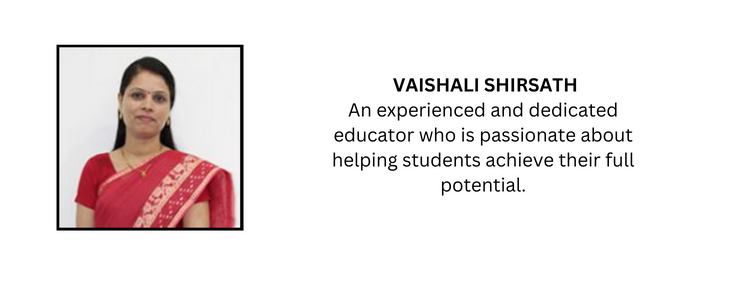 VAISHALI SHIRSATH
An experienced and dedicated
educator who is passionate about
helping students achieve their full
potential.